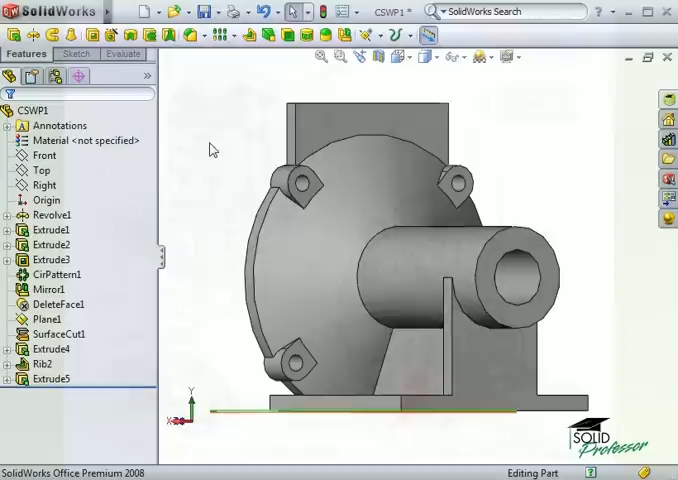 SolidWorks
CSWP1 *
SolidWorks Search
?
Features
Sketch
Evaluate
»
CSWP1
A Annotations
Material <not specified>
Front
Top
Right
Origin
Revolve1
Extrude1
Extrude2
Extrude3
CirPattern1
Mirror1
DeleteFace1
Plane1
SurfaceCut1
Extrude4
Rib2
Extrude5
Y
X
SOLID
Professor
SolidWorks Office Premium 2008
Editing Part
?